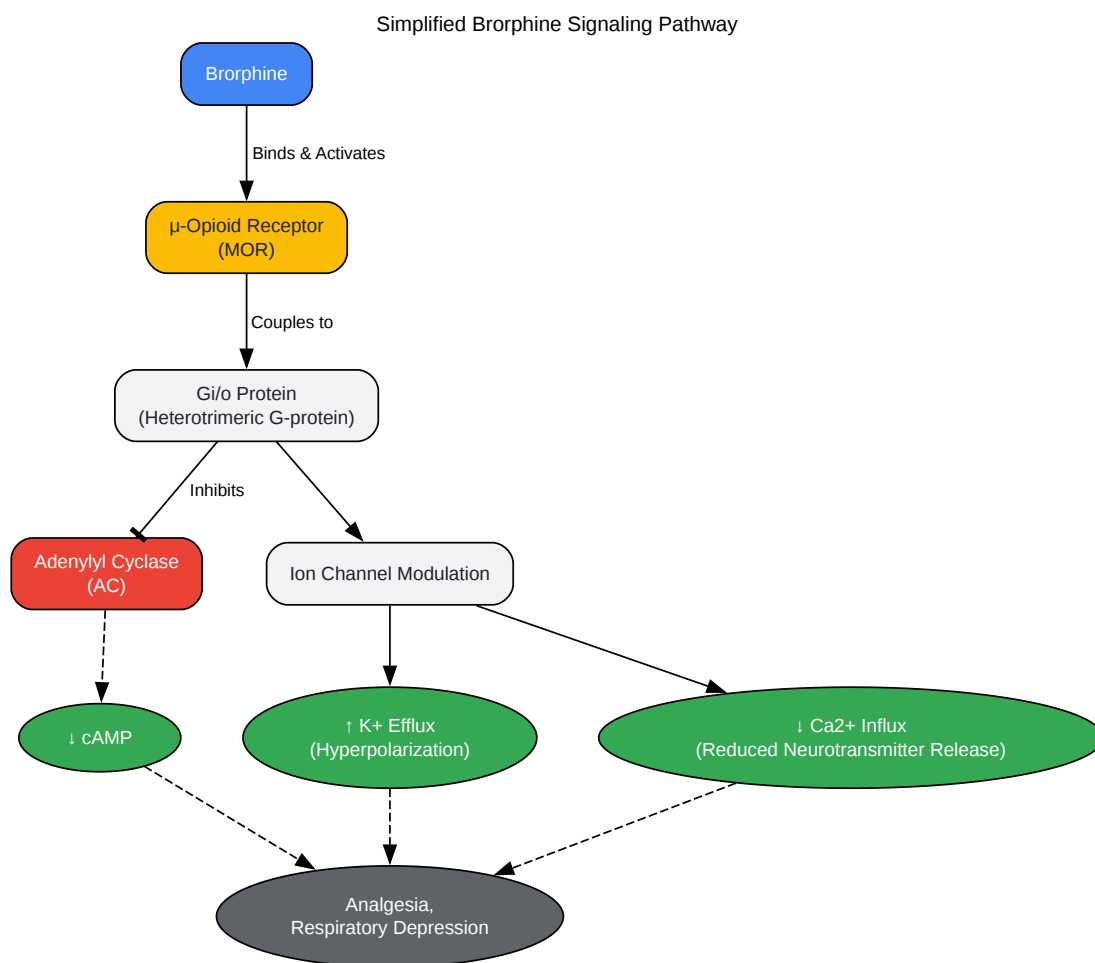 Simplified Brorphine Signaling Pathway
Brorphine
Binds & Activates
μ-Opioid Receptor
(MOR)
Couples to
Gi/o Protein
(Heterotrimeric G-protein)
Inhibits
Adenylyl Cyclase
(AC)
Ion Channel Modulation
↓ cAMP
↑ K+ Efflux
(Hyperpolarization)
↓ Ca2+ Influx
(Reduced Neurotransmitter Release)
Analgesia,
Respiratory Depression